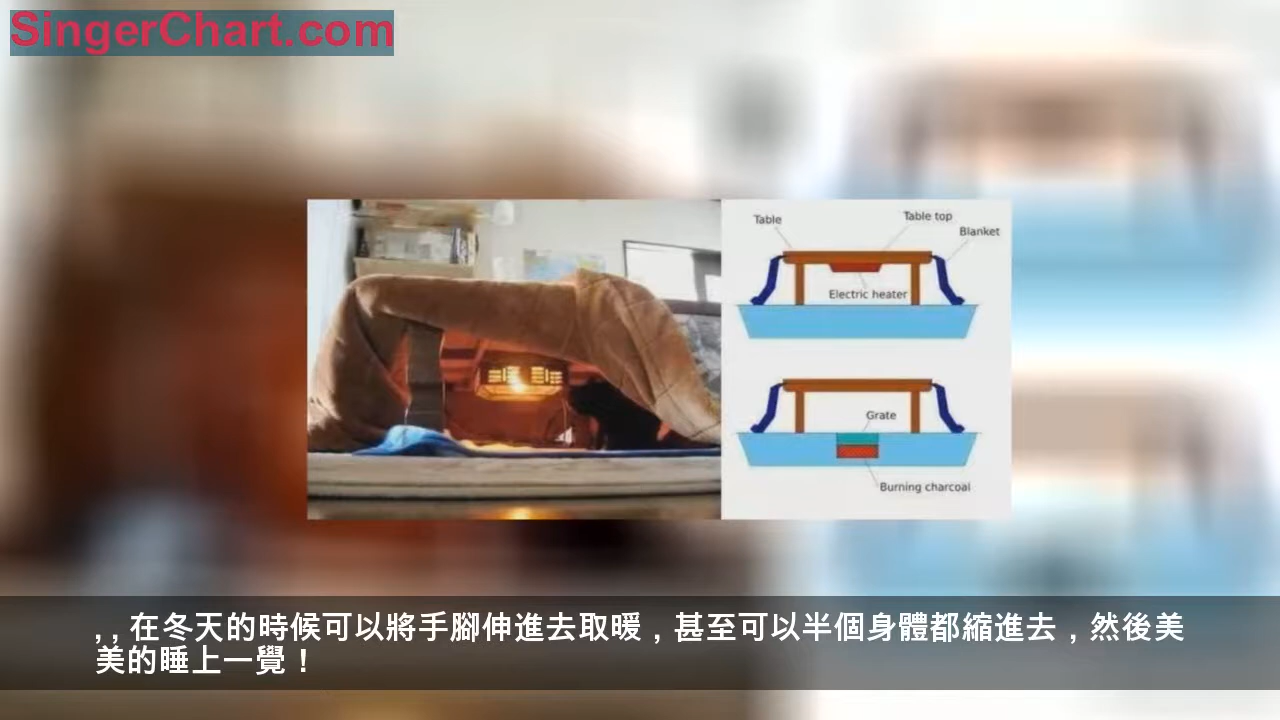 SingerChart.com
Table
Table top
Blanket
Electric heater
Grate
Burning charcoal
, , 在冬天的時候可以將手腳伸進去取暖，甚至可以半個身體都縮進去，然後美
美的睡上一覺！